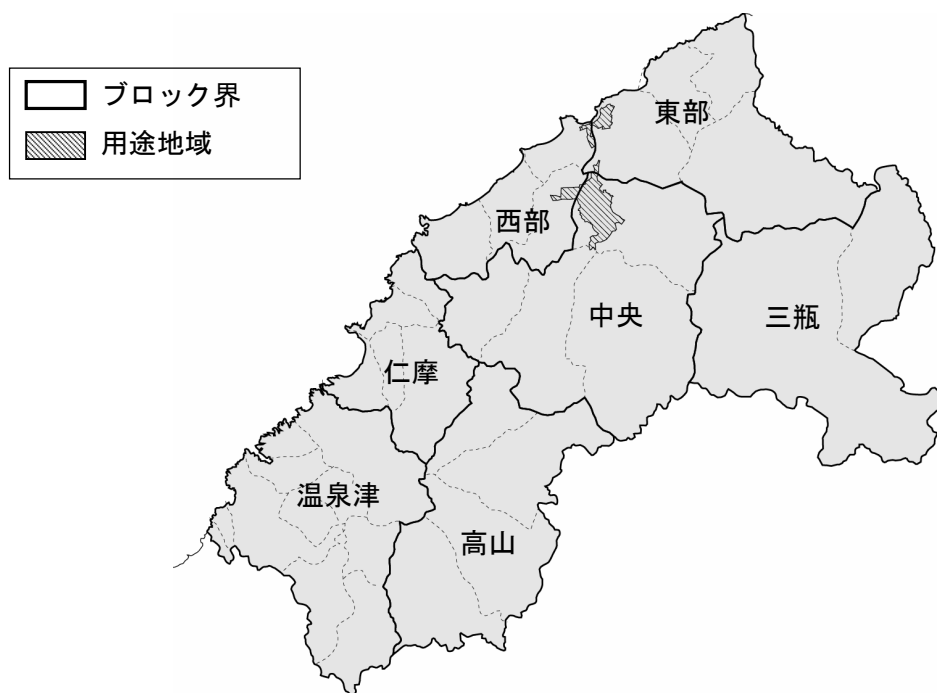 ブロック界
用途地域
東部
西部
中央
三瓶
仁摩
温泉津
高山